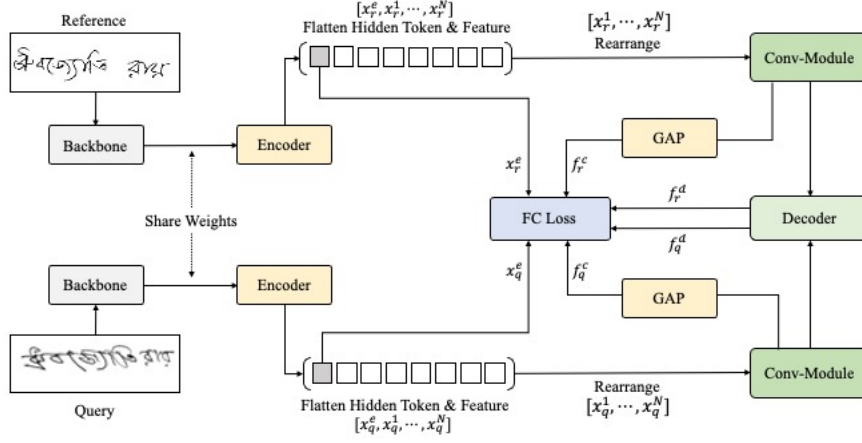 Reference
ধ্রুবজ্যোতি রায়
Backbone
Encoder
[x_r^e, x_r^1, ⋯, x_r^N]
Flatten Hidden Token & Feature
[x_r^1, ⋯, x_r^N]
Rearrange
Conv-Module
GAP
x_r^e
f_r^c
Share Weights
FC Loss
f_r^d
f_q^d
Decoder
x_q^e
f_q^c
GAP
Backbone
Encoder
ধ্রুবজ্যোতি রায়
Query
Flatten Hidden Token & Feature
[x_q^e, x_q^1, ⋯, x_q^N]
Rearrange
[x_q^1, ⋯, x_q^N]
Conv-Module